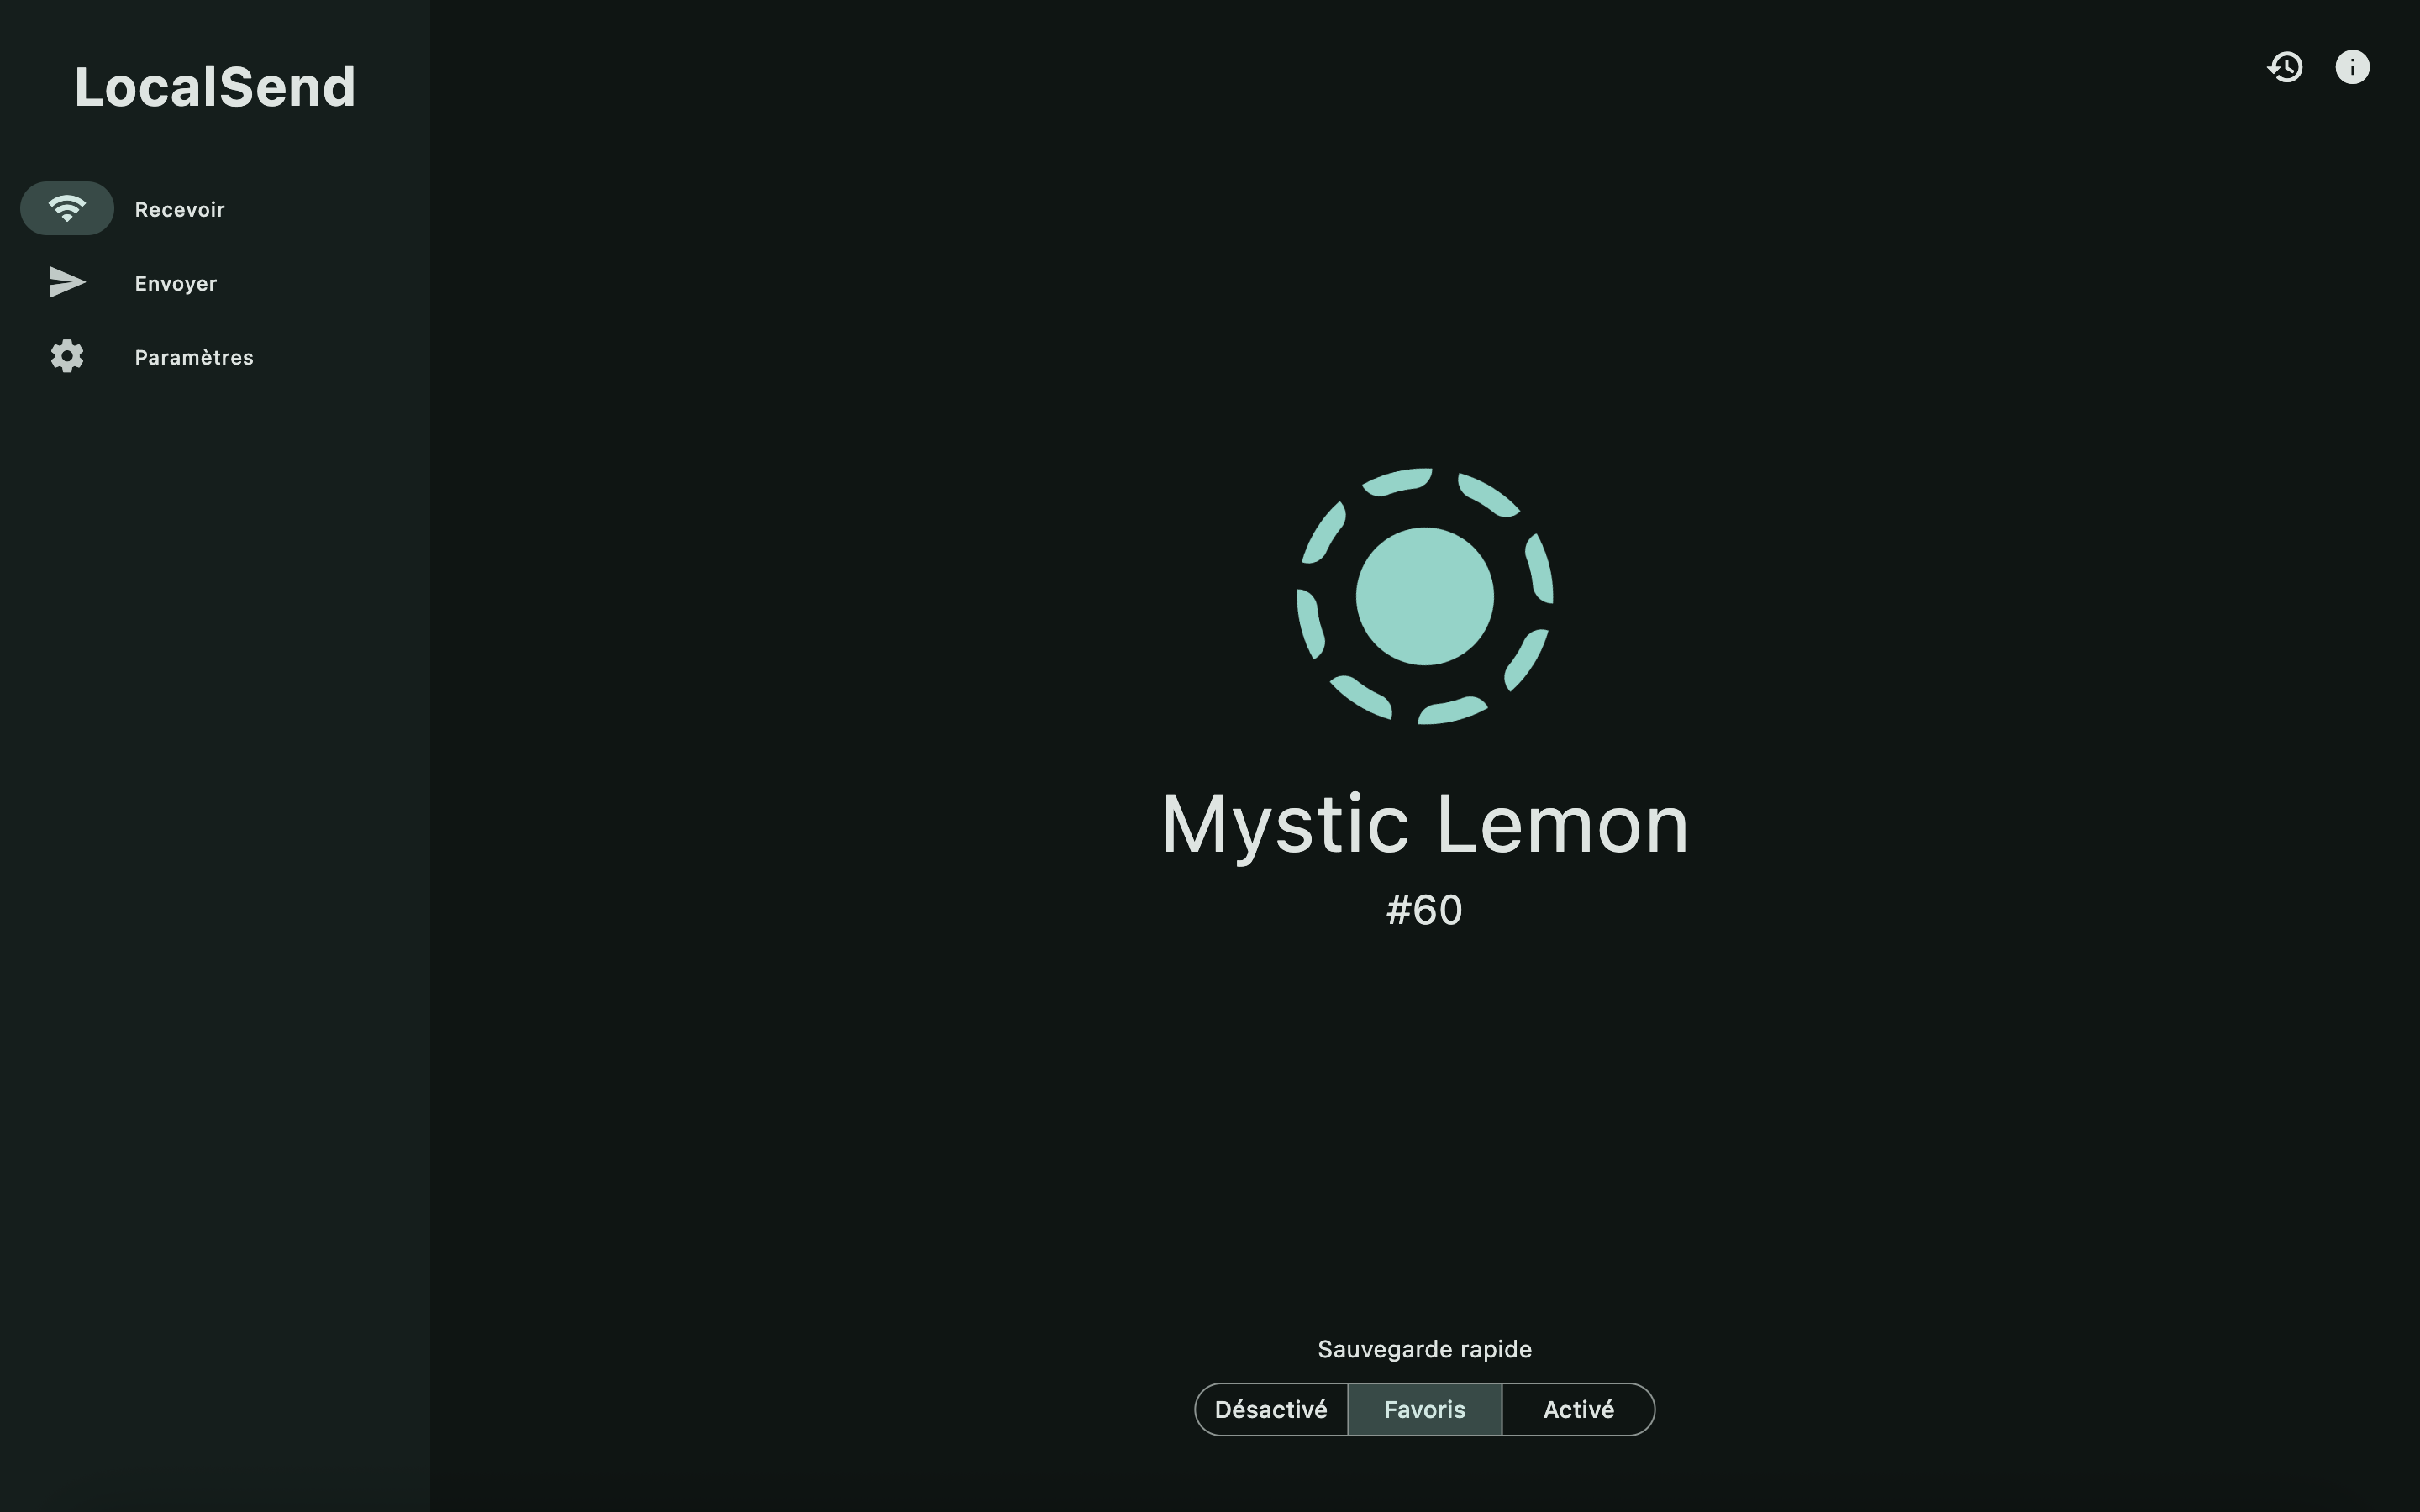 LocalSend
Recevoir
Envoyer
Paramètres
Mystic Lemon
#60
Sauvegarde rapide
Désactivé
Favoris
Activé